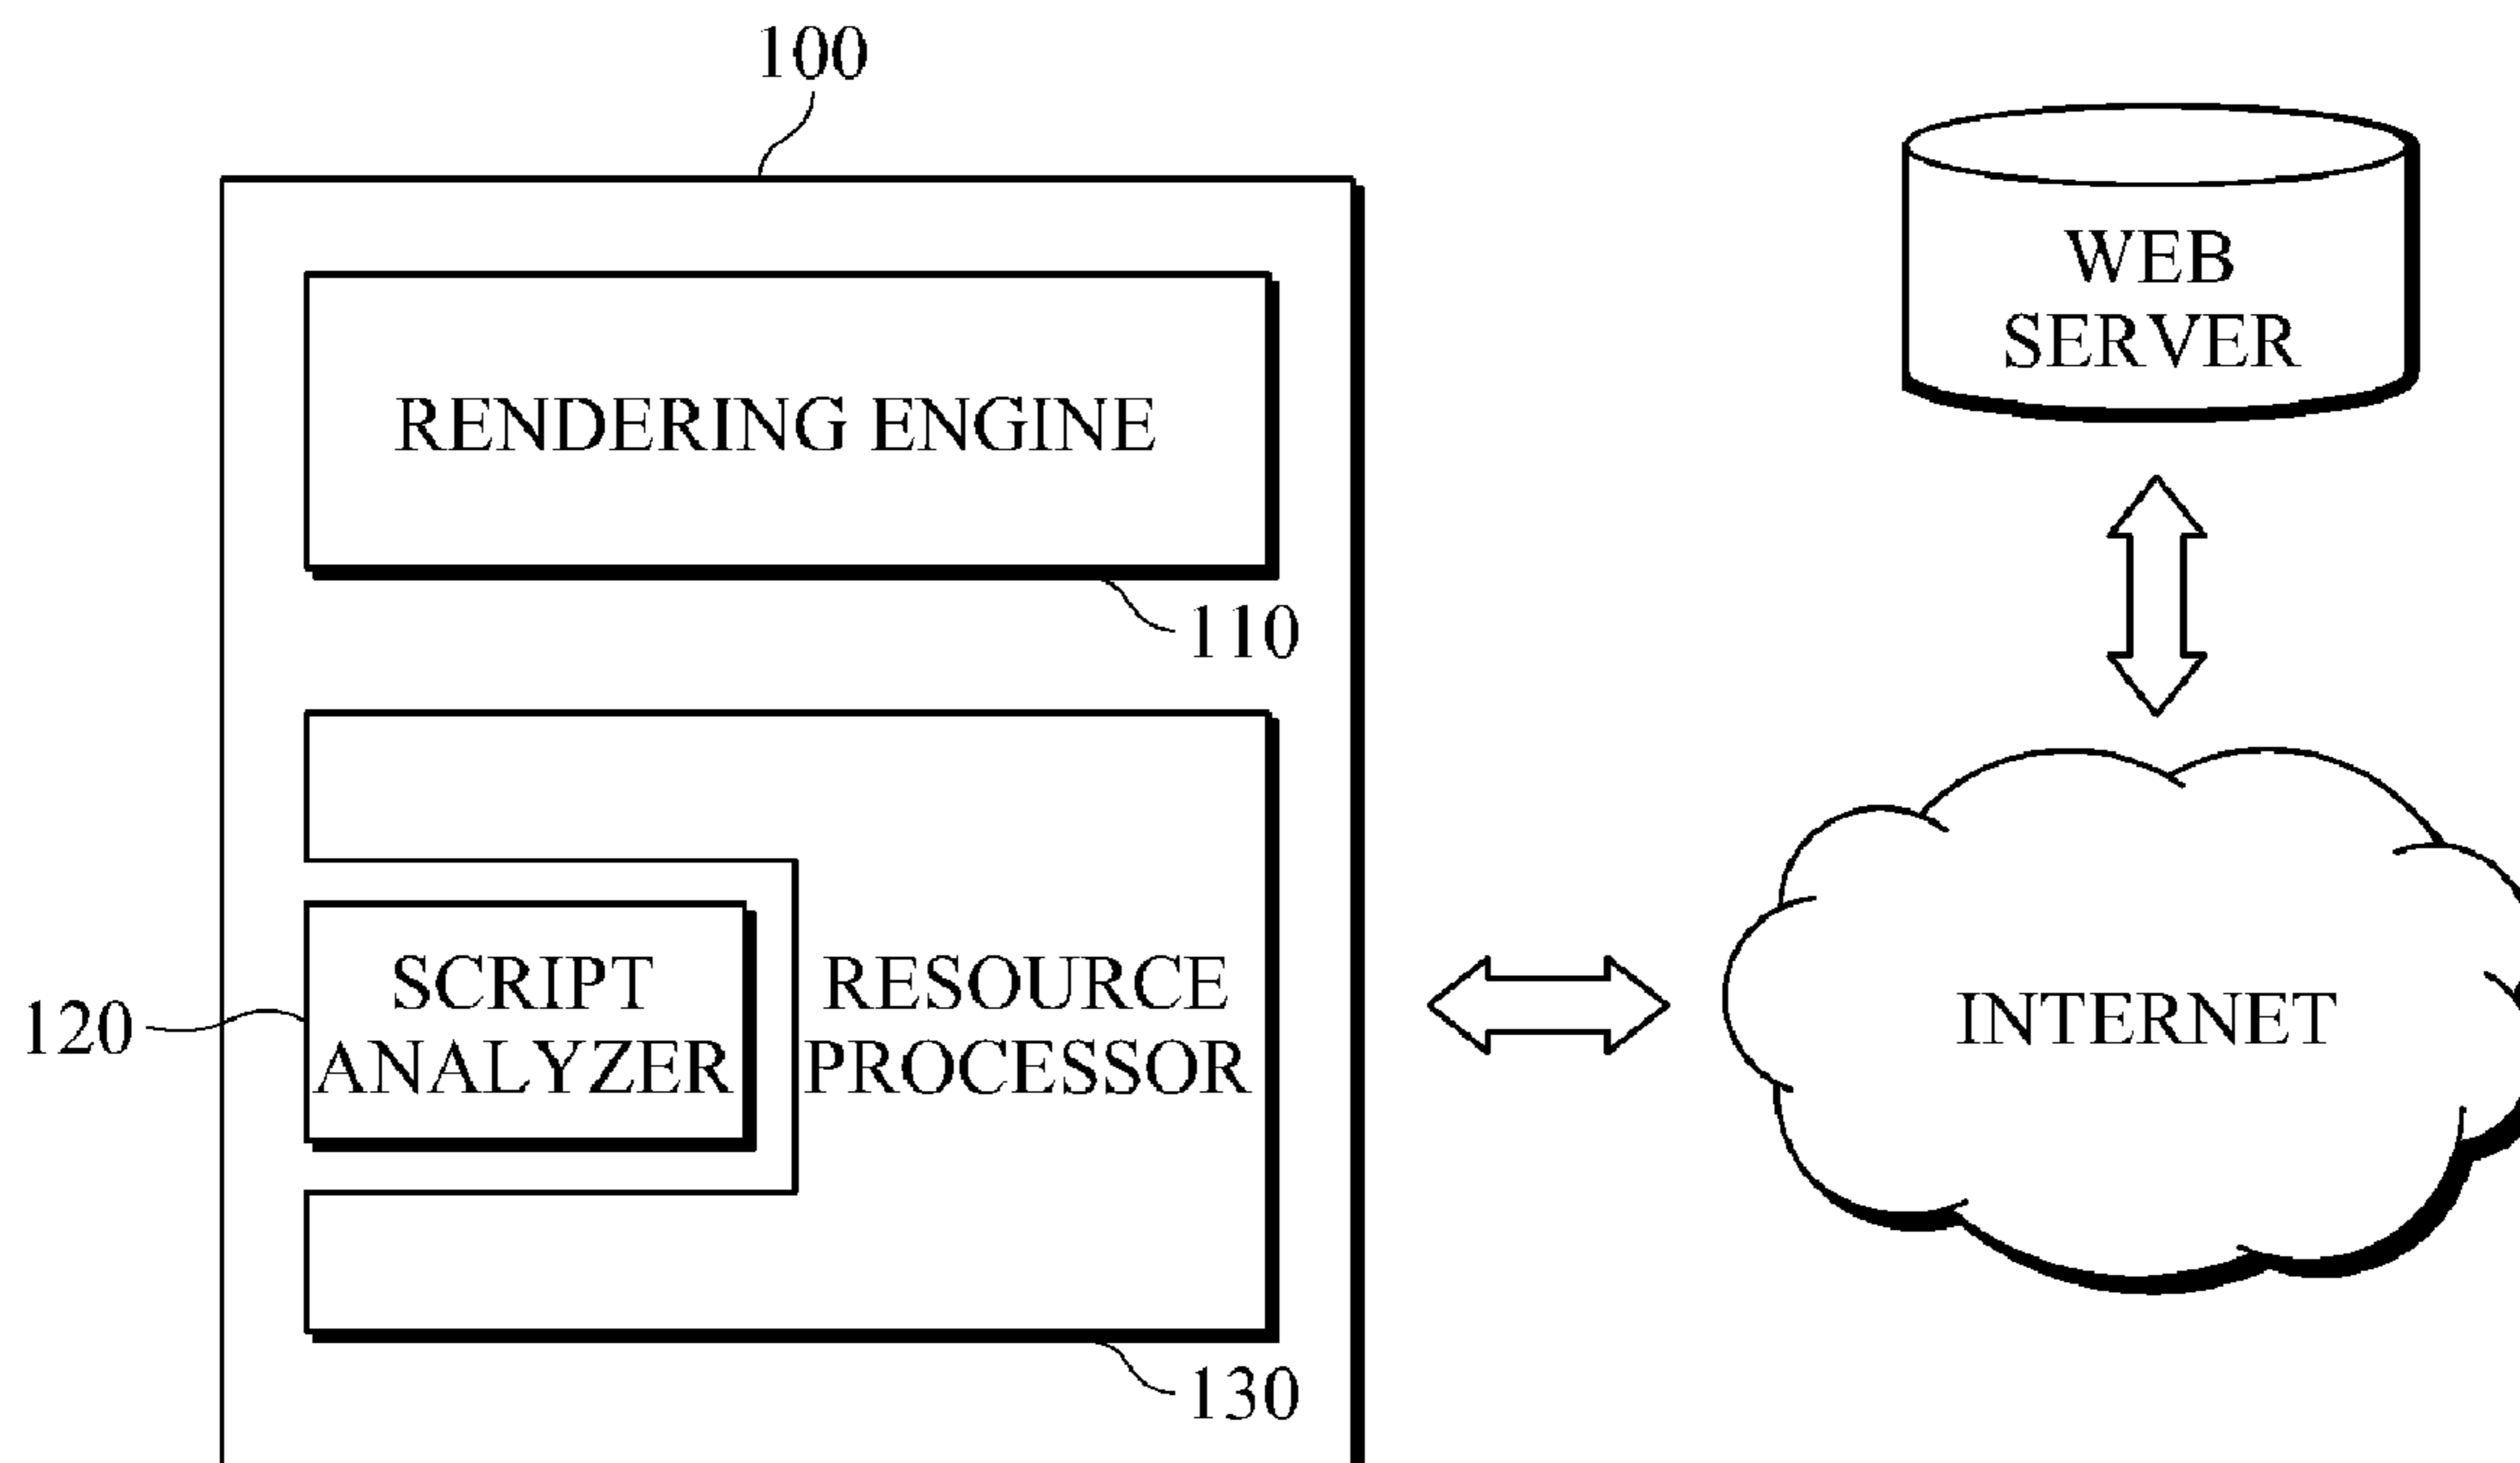 100
RENDERING ENGINE
110
120
SCRIPT
ANALYZER
RESOURCE
PROCESSOR
130
WEB
SERVER
INTERNET